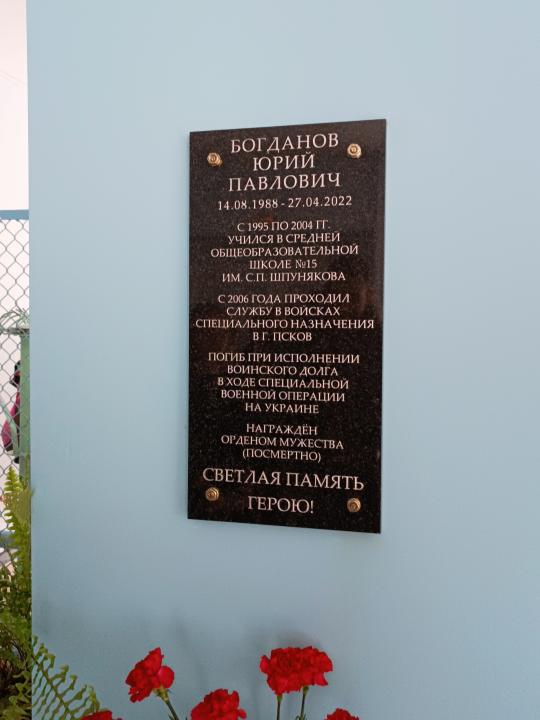 БОГДАНОВ
ЮРИЙ
ПАВЛОВИЧ
14.08.1988 - 27.04.2022
С 1995 ПО 2004 ГГ.
УЧИЛСЯ В СРЕДНЕЙ
ОБЩЕОБРАЗОВАТЕЛЬНОЙ
ШКОЛЕ №15
ИМ. С.П. ШПУНЯКОВА
С 2006 ГОДА ПРОХОДИЛ
СЛУЖБУ В ВОЙСКАХ
СПЕЦИАЛЬНОГО НАЗНАЧЕНИЯ
В Г. ПСКОВ
ПОГИБ ПРИ ИСПОЛНЕНИИ
ВОИНСКОГО ДОЛГА
В ХОДЕ СПЕЦИАЛЬНОЙ
ВОЕННОЙ ОПЕРАЦИИ
НА УКРАИНЕ
НАГРАЖДЁН
ОРДЕНОМ МУЖЕСТВА
(ПОСМЕРТНО)
СВЕТЛАЯ ПАМЯТЬ
ГЕРОЮ!